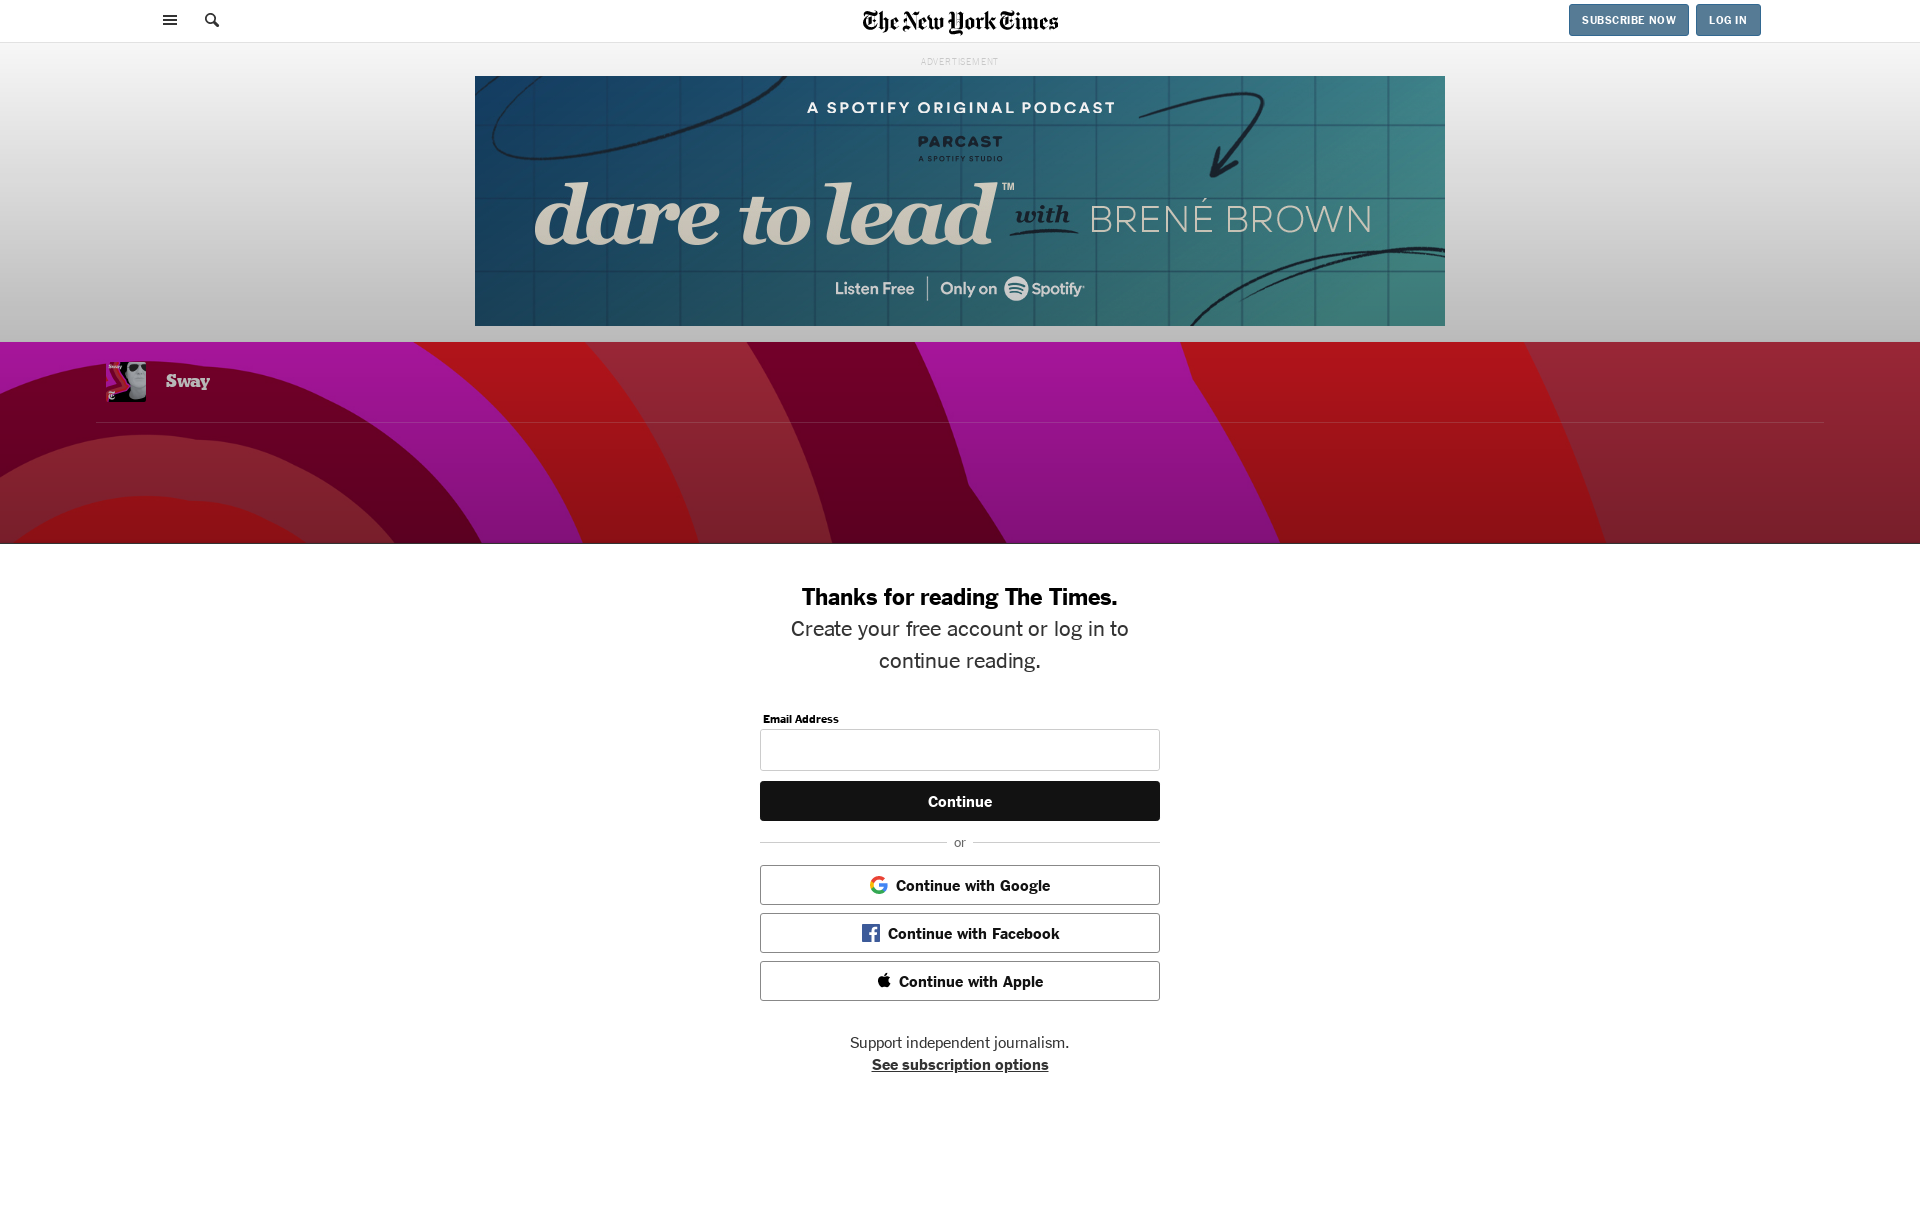 The New York Times
SUBSCRIBE NOW
LOG IN
ADVERTISEMENT
A SPOTIFY ORIGINAL PODCAST
PARCAST
A SPOTIFY STUDIO
dare to lead™ with BRENÉ BROWN
Listen Free | Only on Spotify
Sway
Thanks for reading The Times.
Create your free account or log in to
continue reading.
Email Address
Continue
or
Continue with Google
Continue with Facebook
Continue with Apple
Support independent journalism.
See subscription options